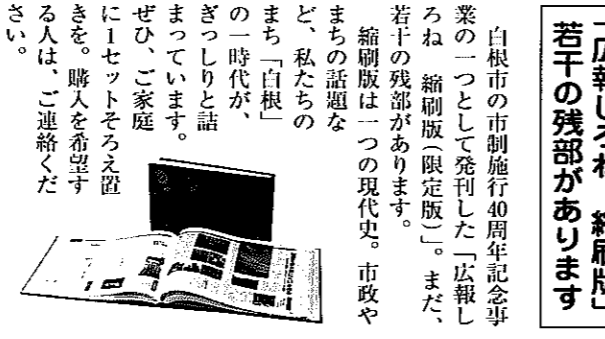 「広報しろね 縮刷版」
若干の残部があります
白根市の市制施行40周年記念事
業の一つとして発刊した「広報し
ろね 縮刷版(限定版)」。まだ、
若干の残部があります。
縮刷版は一つの現代史。市政や
まちの話題な
ど、私たちの
まち「白根」
の一時代が、
ぎっしりと詰
まっています。
ぜひ、ご家庭
に1セットそろえ置
きを。購入を希望す
る人は、ご連絡くだ
さい。